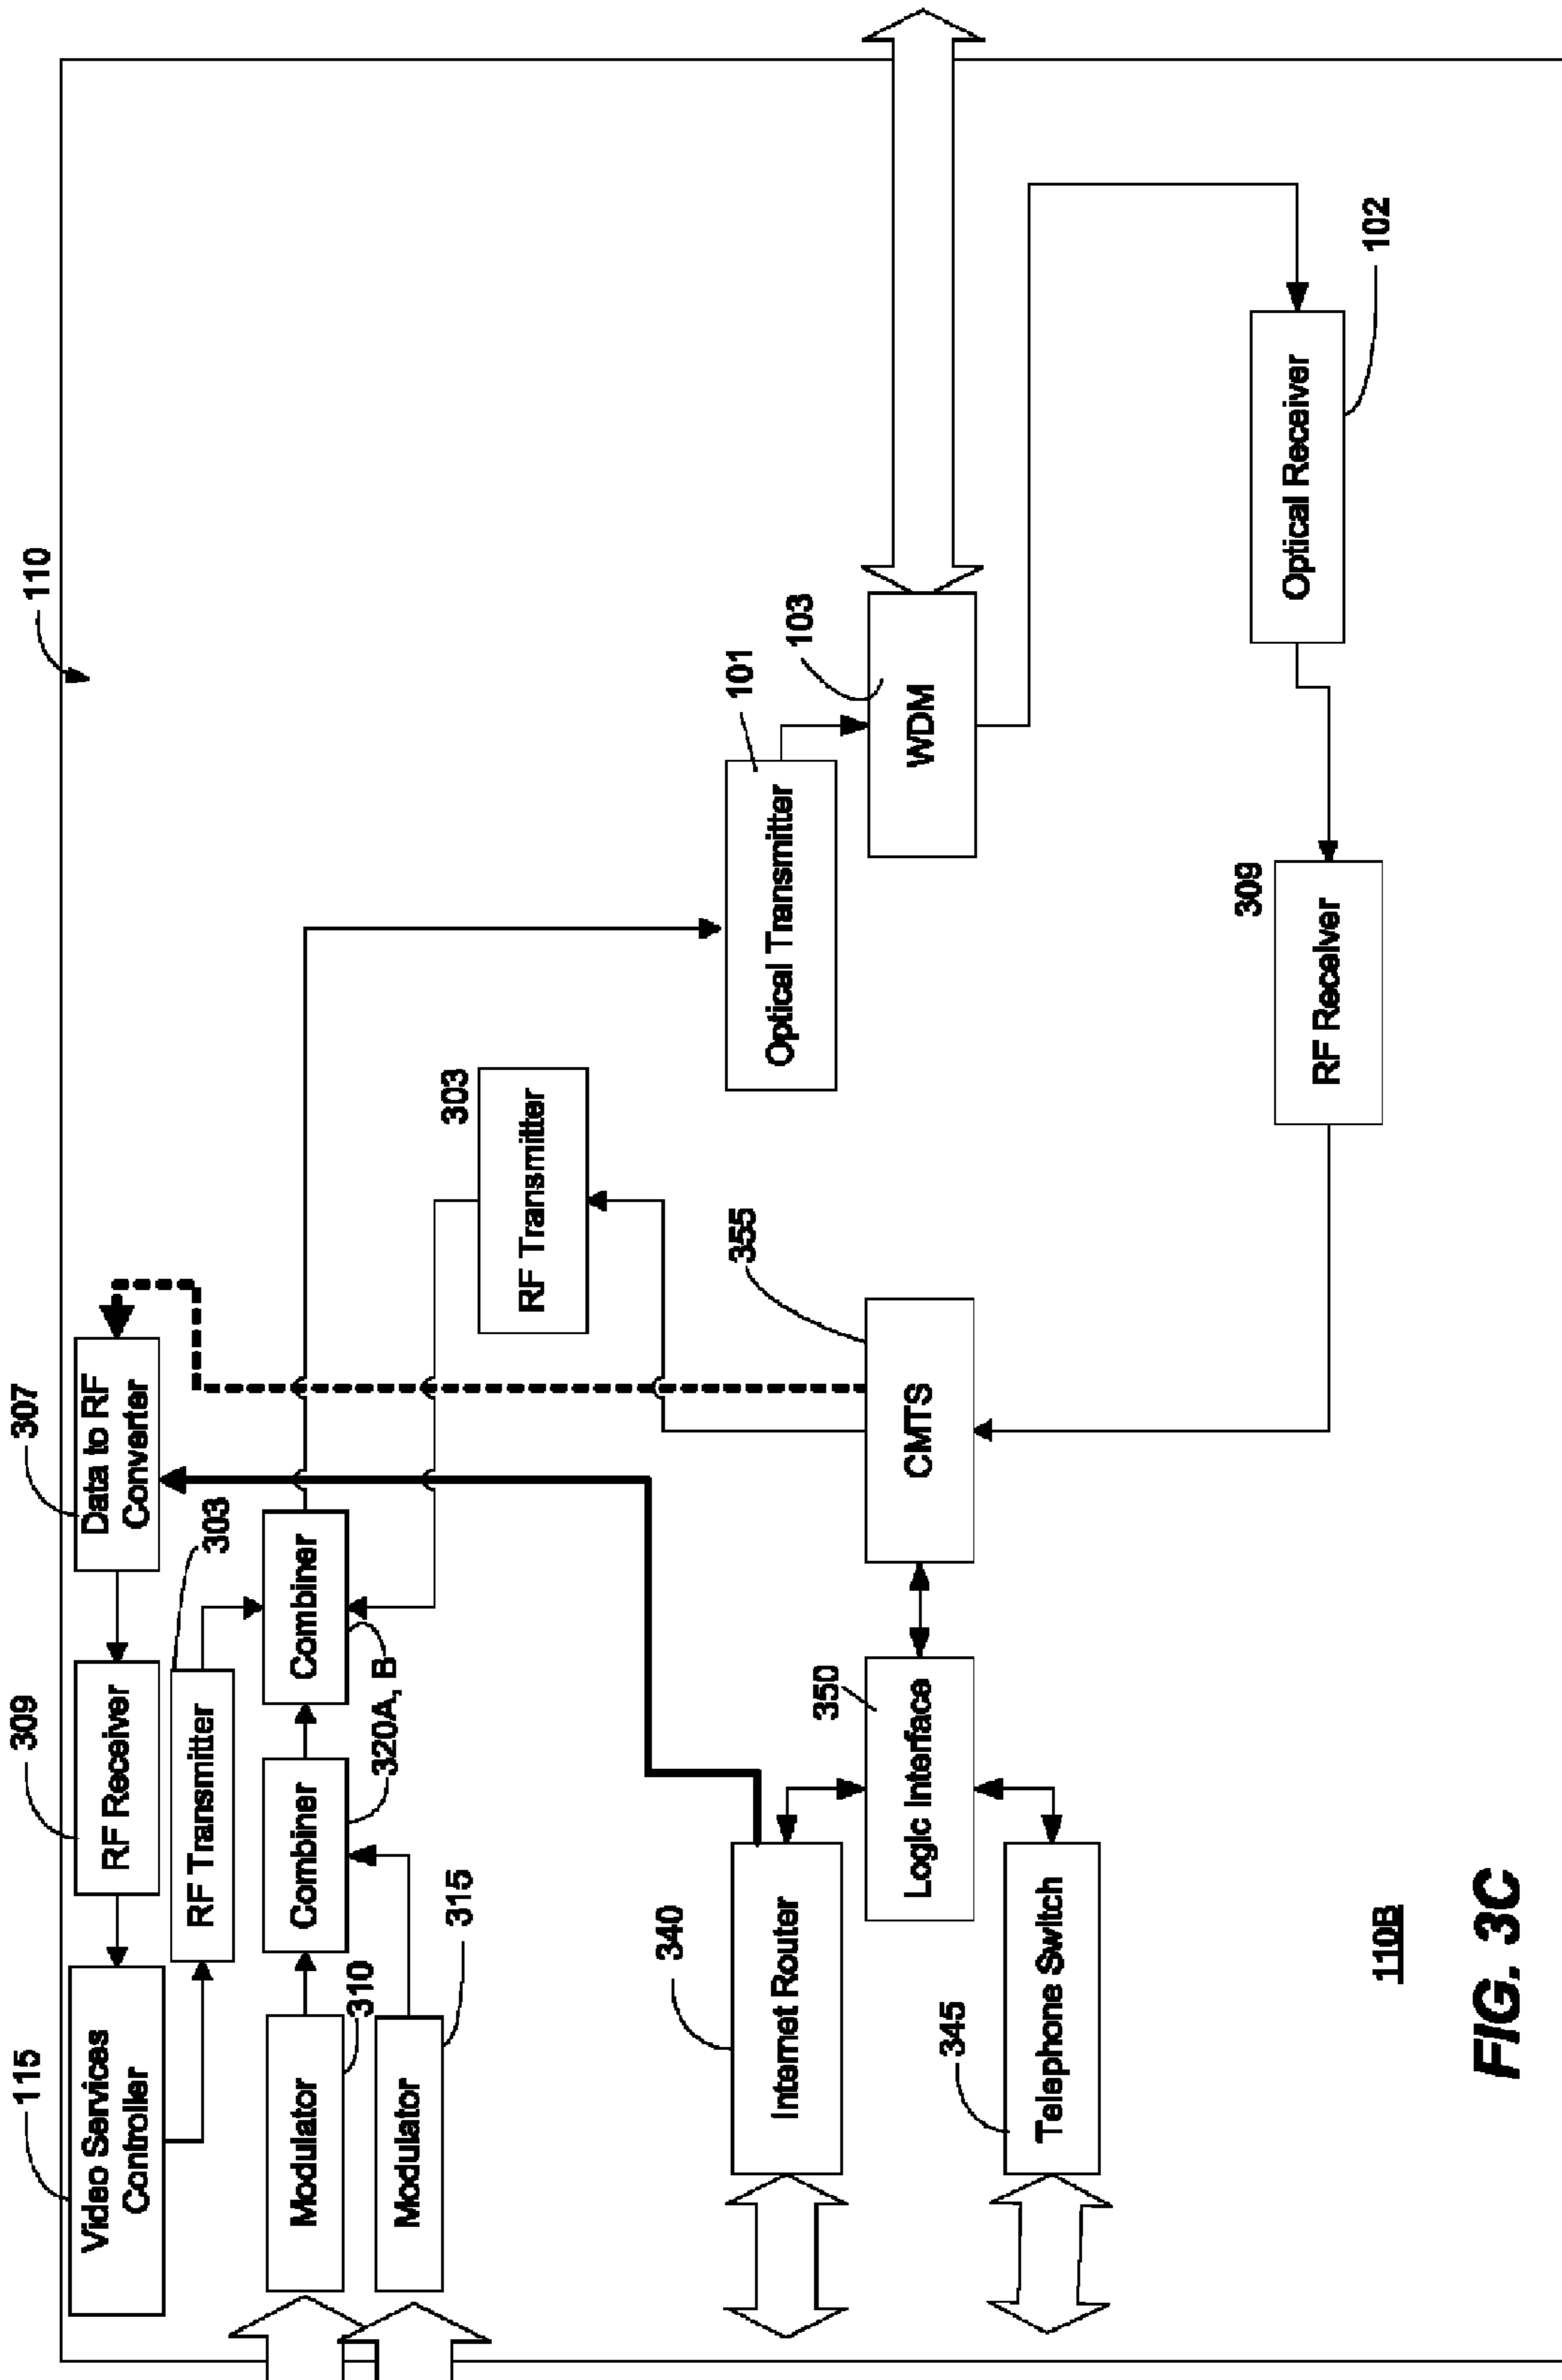 110
115
309
307
Video Services
Controller
RF Receiver
Data to RF
Converter
RF Transmitter
303
Modulator
310
Combiner
Combiner
320A, B
Modulator
315
303
RF Transmitter
340
Internet Router
101
Optical Transmitter
103
WDM
350
Logic Interface
355
CMTS
345
Telephone Switch
309
RF Receiver
Optical Receiver
102
110B
FIG. 3C